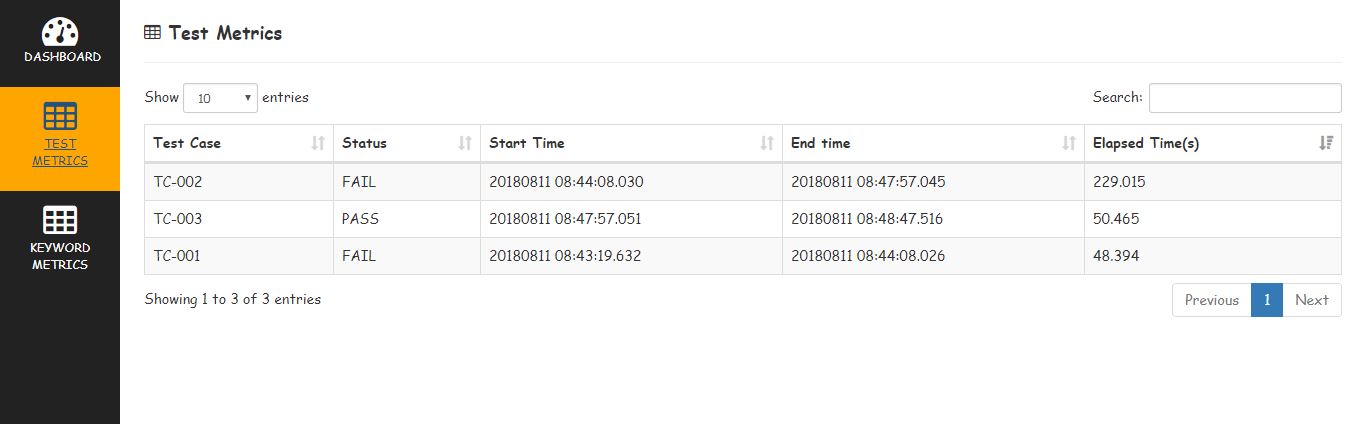 DASHBOARD
TEST
METRICS
KEYWORD
METRICS
Test Metrics
Show 10 entries
Search:
Test Case Status Start Time End time Elapsed Time(s)
TC-002 FAIL 20180811 08:44:08.030 20180811 08:47:57.045 229.015
TC-003 PASS 20180811 08:47:57.051 20180811 08:48:47.516 50.465
TC-001 FAIL 20180811 08:43:19.632 20180811 08:44:08.026 48.394
Showing 1 to 3 of 3 entries
Previous 1 Next